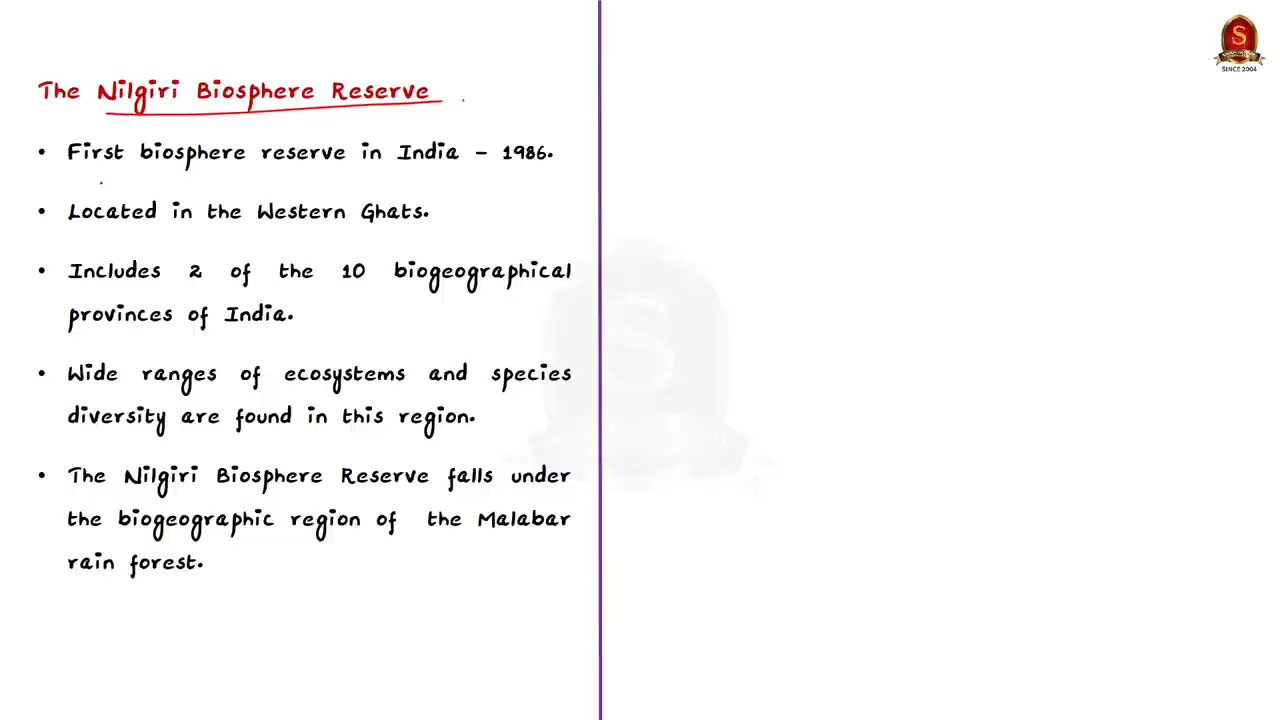 The Nilgiri Biosphere Reserve
• First biosphere reserve in India - 1986.
• Located in the Western Ghats.
• Includes 2 of the 10 biogeographical
provinces of India.
• Wide ranges of ecosystems and species
diversity are found in this region.
• The Nilgiri Biosphere Reserve falls under
the biogeographic region of the Malabar
rain forest.
S
SINCE 2004
S